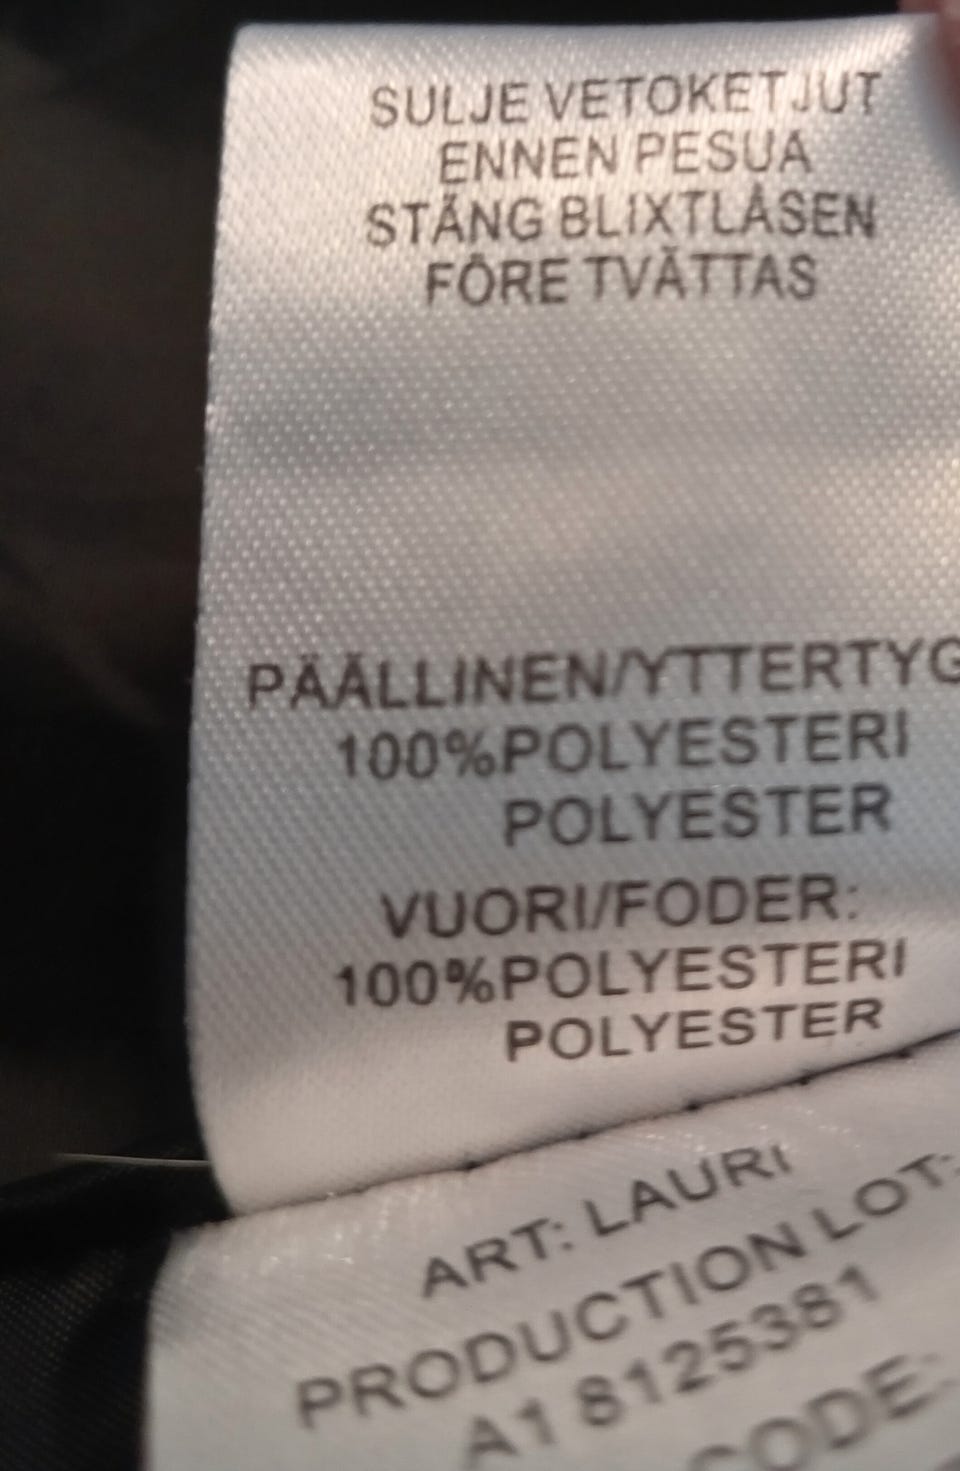 SULJE VETOKETJUT
ENNEN PESUA
STÄNG BLIXTLÅSEN
FÖRE TVÄTTAS
PÄÄLLINEN/YTTERTYG
100%POLYESTERI
POLYESTER
VUORI/FODER:
100%POLYESTERI
POLYESTER
ART: LAURI
PRODUCTION LOT:
A1 8125381
CODE: